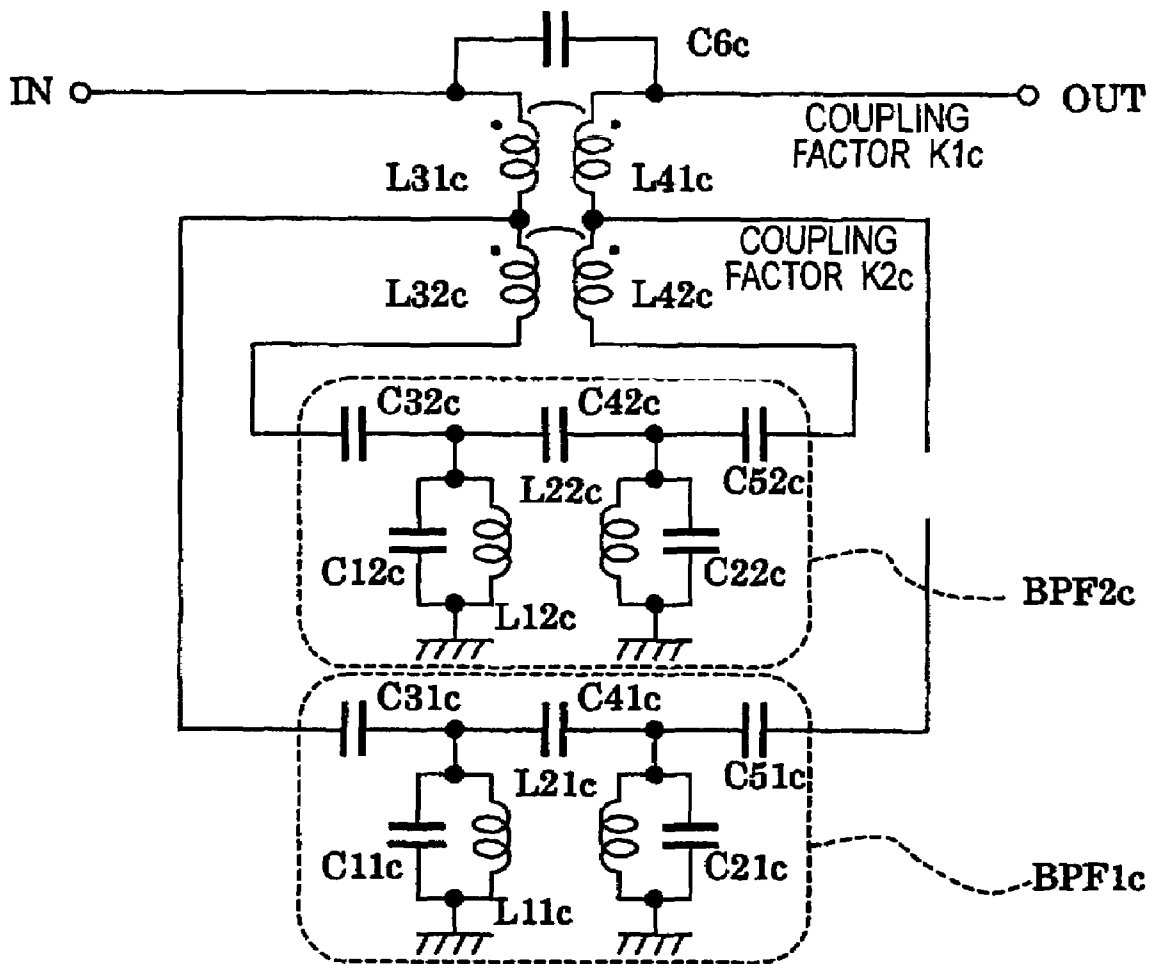 C6c
IN
OUT
COUPLING
FACTOR K1c
L31c
L41c
COUPLING
FACTOR K2c
L32c
L42c
C32c
C42c
L22c
C52c
C12c
C22c
L12c
BPF2c
C31c
C41c
L21c
C51c
C11c
C21c
L11c
BPF1c